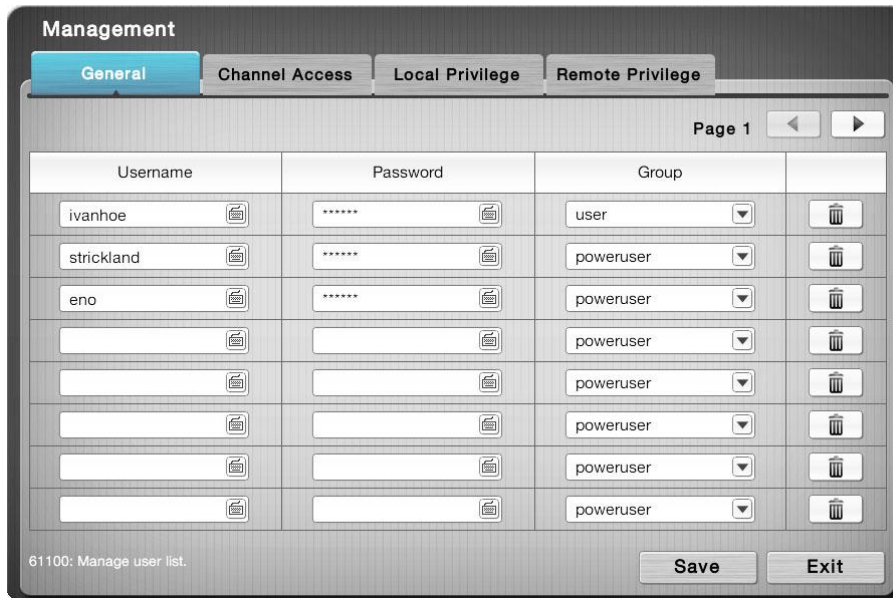 Management
General Channel Access Local Privilege Remote Privilege
Page 1
Username Password Group
ivanhoe ****** user
strickland ****** poweruser
eno ****** poweruser
poweruser
poweruser
poweruser
poweruser
poweruser
61100: Manage user list. Save Exit